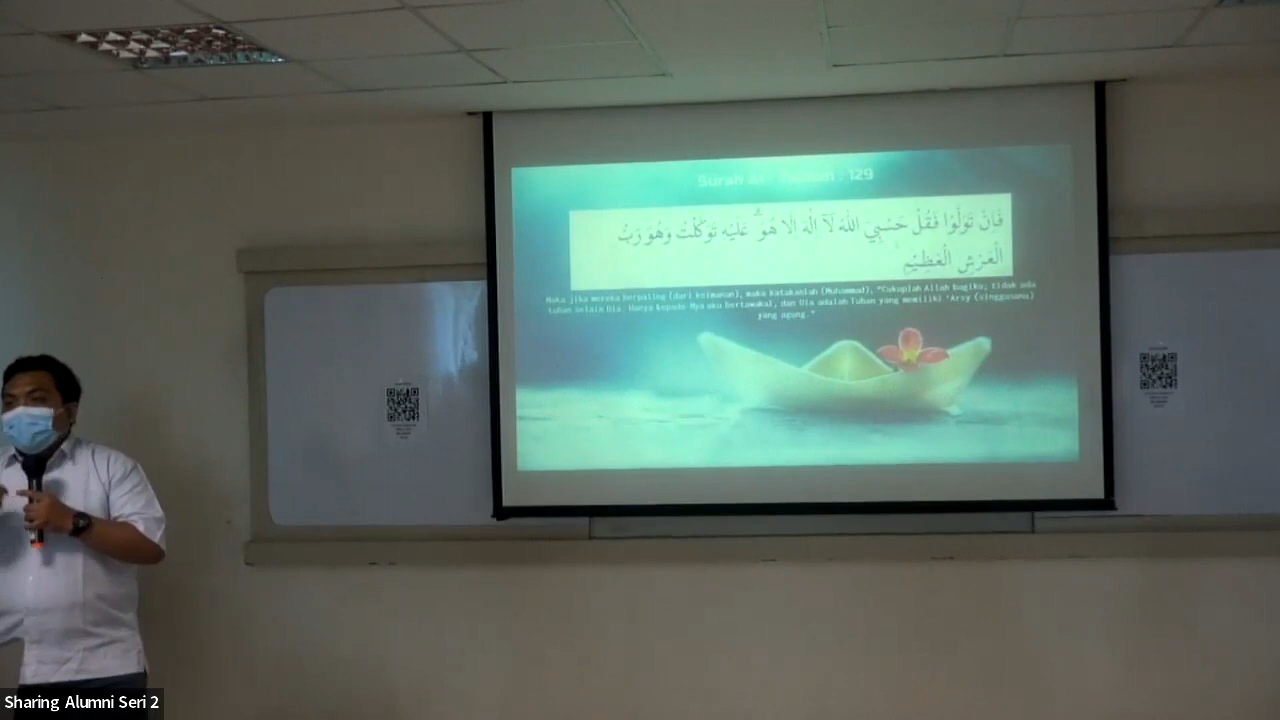 Surah : 129
فَاِنْ تَوَلَّوْا فَقُلْ حَسْبِيَ اللّٰهُ لَآ اِلٰهَ اِلَّا هُوَ ۗ عَلَيْهِ تَوَكَّلْتُ وَهُوَ رَبُّ
الْعَرْشِ الْعَظِيْمِ
Maka jika mereka berpaling (dari keimanan), maka katakanlah (Muhammad), "Cukuplah Allah bagiku; tidak ada
tuhan selain Dia. Hanya kepada-Nya aku bertawakal, dan Dia adalah Tuhan yang memiliki 'Arsy (singgasana)
yang agung."
Sharing Alumni Seri 2